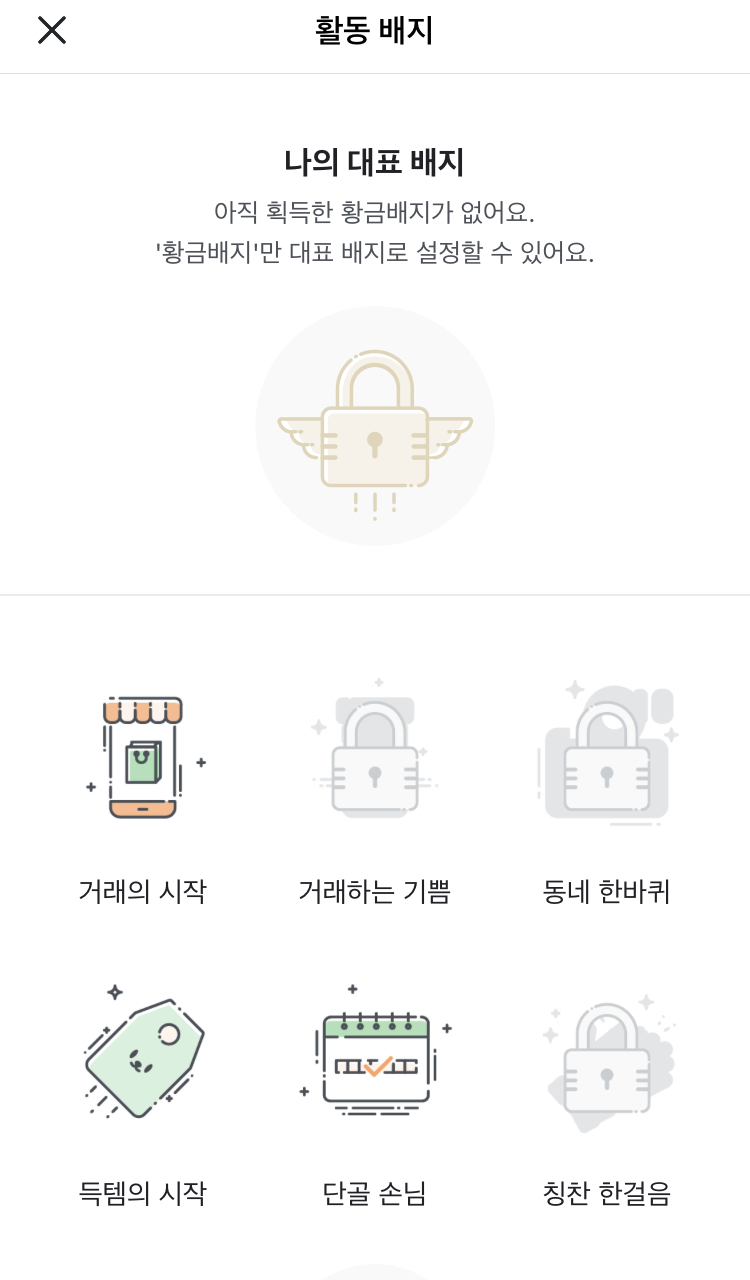 활동 배지
나의 대표 배지
아직 획득한 황금배지가 없어요.
'황금배지'만 대표 배지로 설정할 수 있어요.
거래의 시작
거래하는 기쁨
동네 한바퀴
득템의 시작
단골 손님
칭찬 한걸음